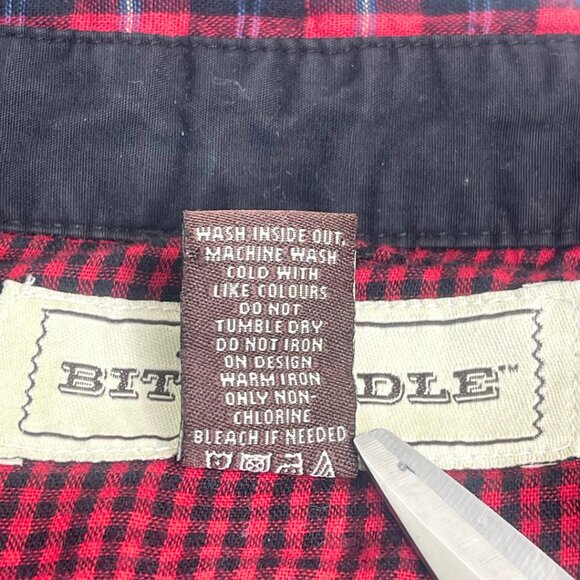 WASH INSIDE OUT,
MACHINE WASH
COLD WITH
LIKE COLOURS
DO NOT
TUMBLE DRY
DO NOT IRON
ON DESIGN
WARM IRON
ONLY NON-
CHLORINE
BLEACH IF NEEDED
BIT DLE™